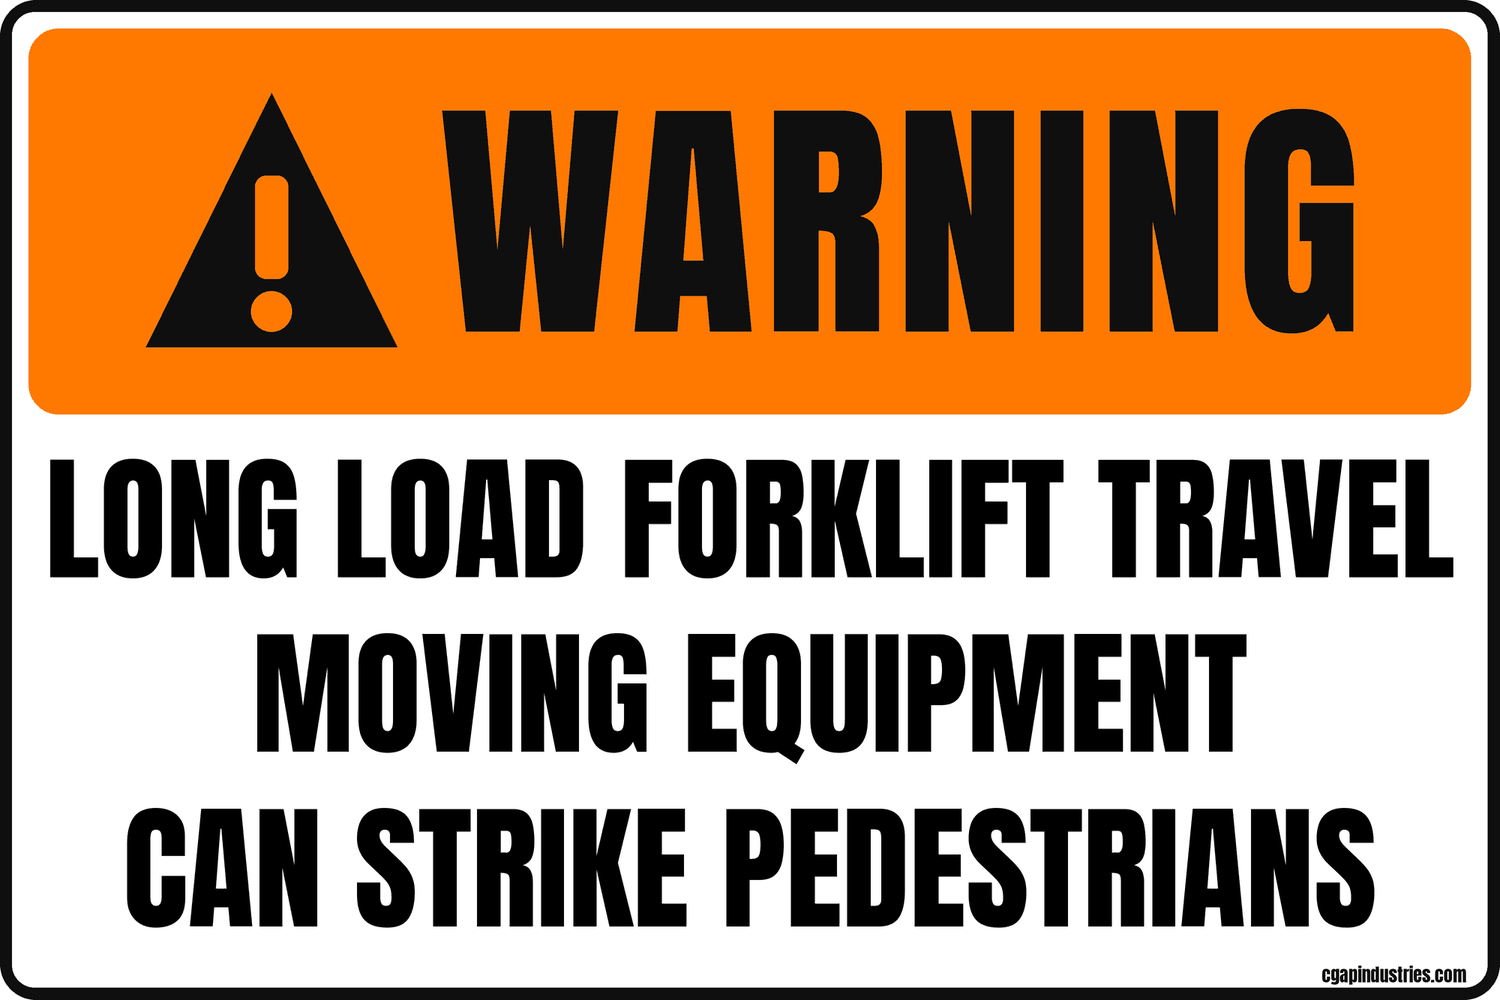 WARNING
LONG LOAD FORKLIFT TRAVEL
MOVING EQUIPMENT
CAN STRIKE PEDESTRIANS
cgapindustries.com